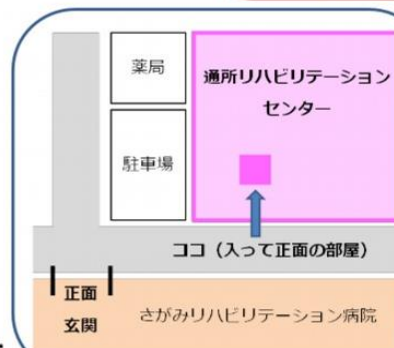 薬局
通所リハビリテーション
センター
駐車場
ココ（入って正面の部屋）
正面
玄関
さがみリハビリテーション病院